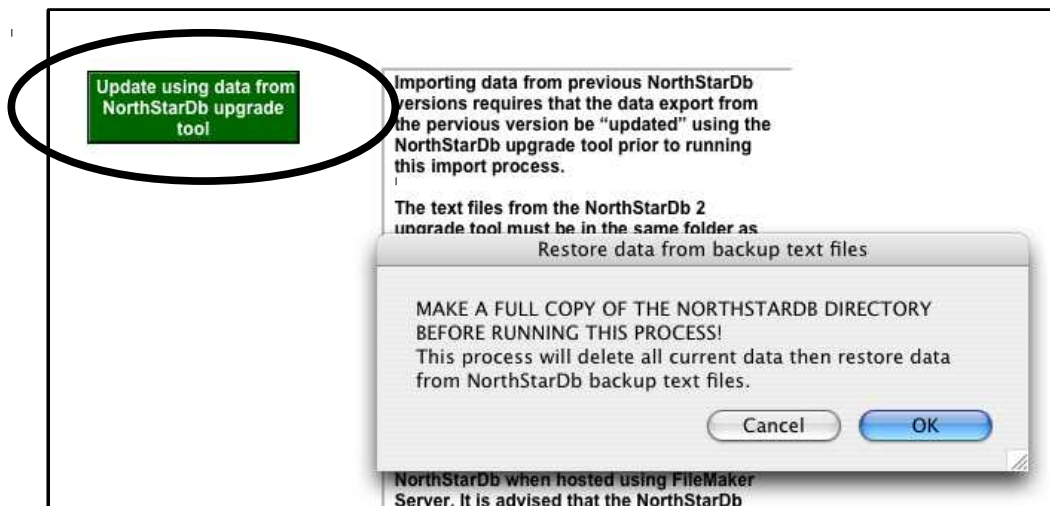 Update using data from
NorthStarDb upgrade
tool
Importing data from previous NorthStarDb
versions requires that the data export from
the pervious version be “updated” using the
NorthStarDb upgrade tool prior to running
this import process.
The text files from the NorthStarDb 2
upgrade tool must be in the same folder as
Restore data from backup text files
MAKE A FULL COPY OF THE NORTHSTARDB DIRECTORY
BEFORE RUNNING THIS PROCESS!
This process will delete all current data then restore data
from NorthStarDb backup text files.
Cancel
OK
NorthStarDb when hosted using FileMaker
Server. It is advised that the NorthStarDb